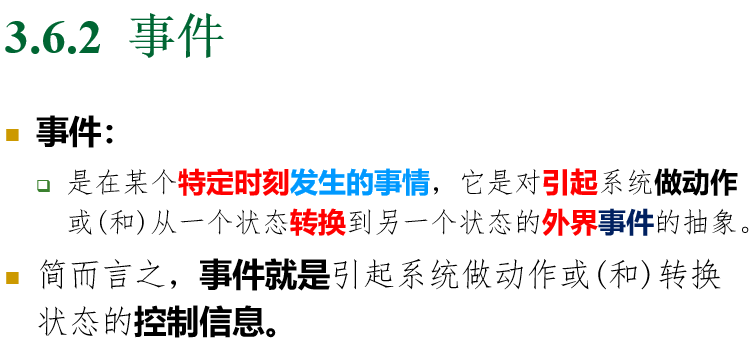 3.6.2 事件
事件：
是在某个特定时刻发生的事情，它是对引起系统做动作
或(和)从一个状态转换到另一个状态的外界事件的抽象。
简而言之，事件就是引起系统做动作或(和)转换
状态的控制信息。